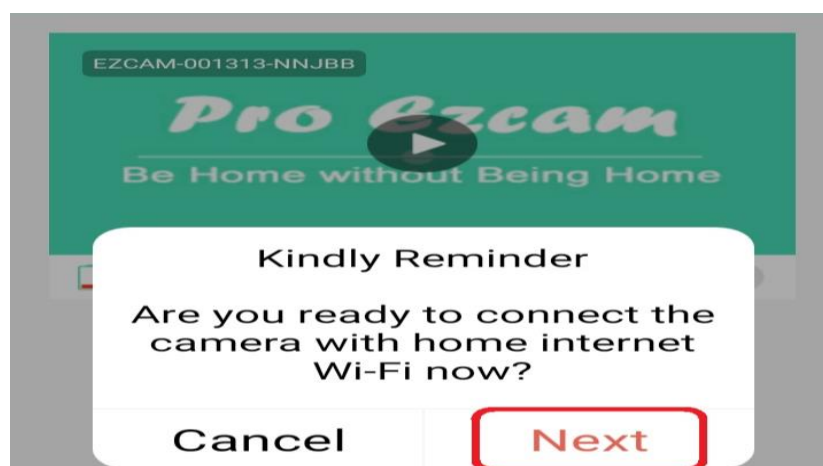 EZCAM-001313-NNJBB
Pro Ezcam
Be Home without Being Home
Kindly Reminder
Are you ready to connect the
camera with home internet
Wi-Fi now?
Cancel
Next